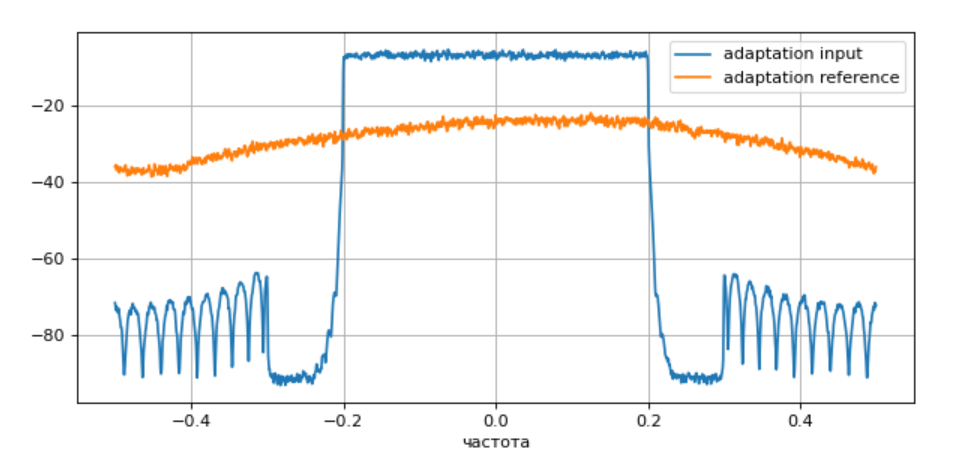 adaptation input
adaptation reference
−20
−40
−60
−80
−0.4 −0.2 0.0 0.2 0.4
частота